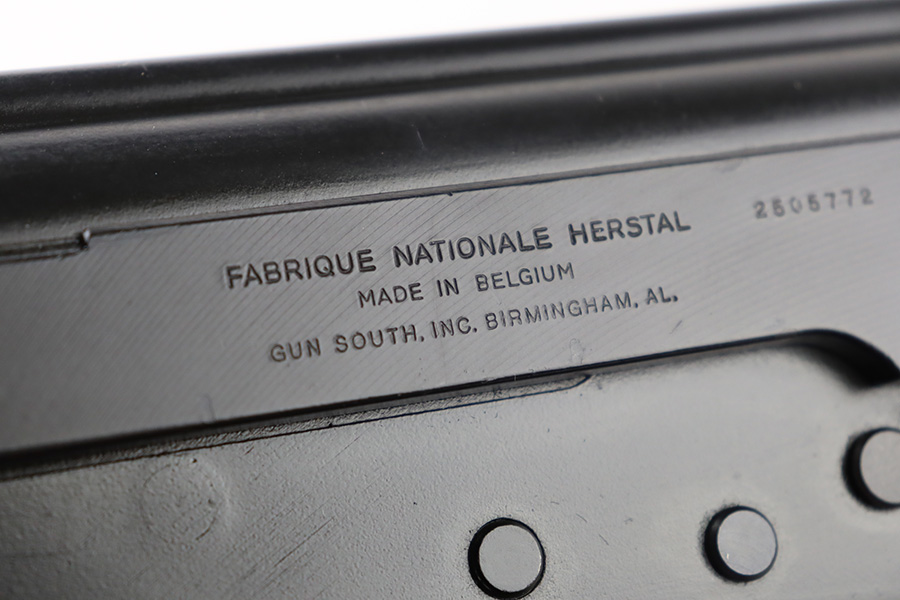 FABRIQUE NATIONALE HERSTAL
2505772
MADE IN BELGIUM
GUN SOUTH, INC. BIRMINGHAM, AL.